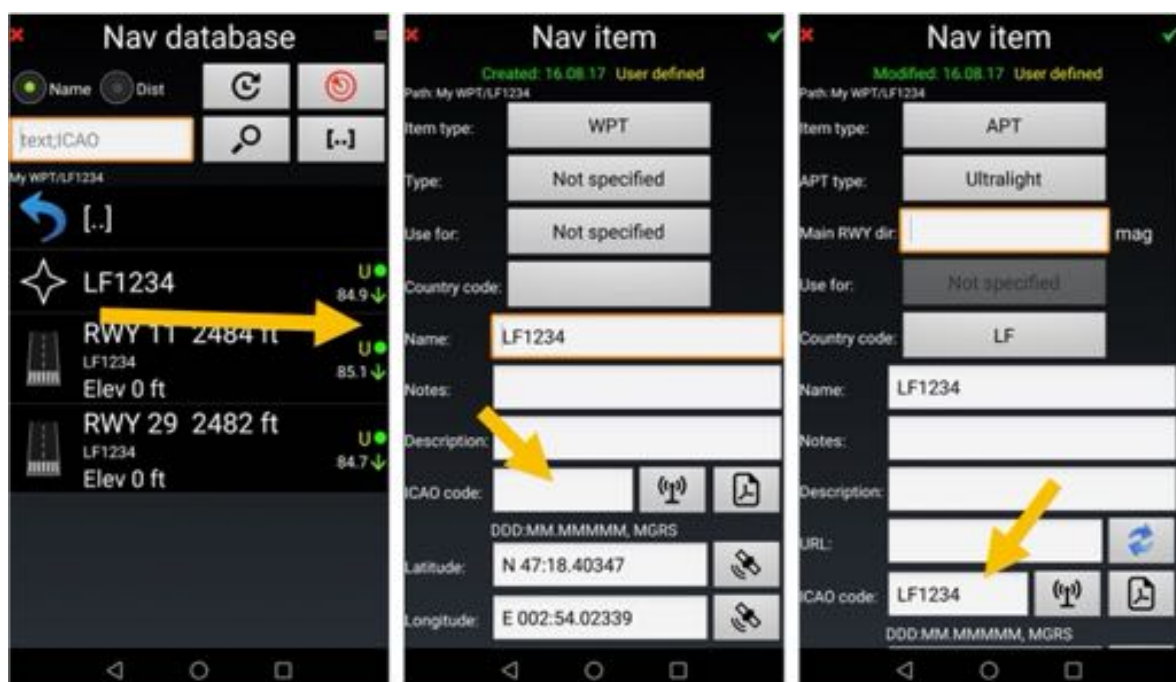 Nav database
Name
Dist
text;ICAO
[..]
My WPT/LF1234
[..]
LF1234
U
84.9
RWY 11 2484 ft
LF1234
Elev 0 ft
U
85.1
RWY 29 2482 ft
LF1234
Elev 0 ft
U
84.7
Nav item
Created: 16.08.17 User defined
Path: My WPT/LF1234
Item type: WPT
Type: Not specified
Use for: Not specified
Country code:
Name: LF1234
Notes:
Description:
ICAO code:
DDD:MM.MMMMM, MGRS
Latitude: N 47:18.40347
Longitude: E 002:54.02339
Nav item
Modified: 16.08.17 User defined
Path: My WPT/LF1234
Item type: APT
APT type: Ultralight
Main RWY dir: mag
Use for: Not specified
Country code: LF
Name: LF1234
Notes:
Description:
URL:
ICAO code: LF1234
DDD:MM.MMMMM, MGRS